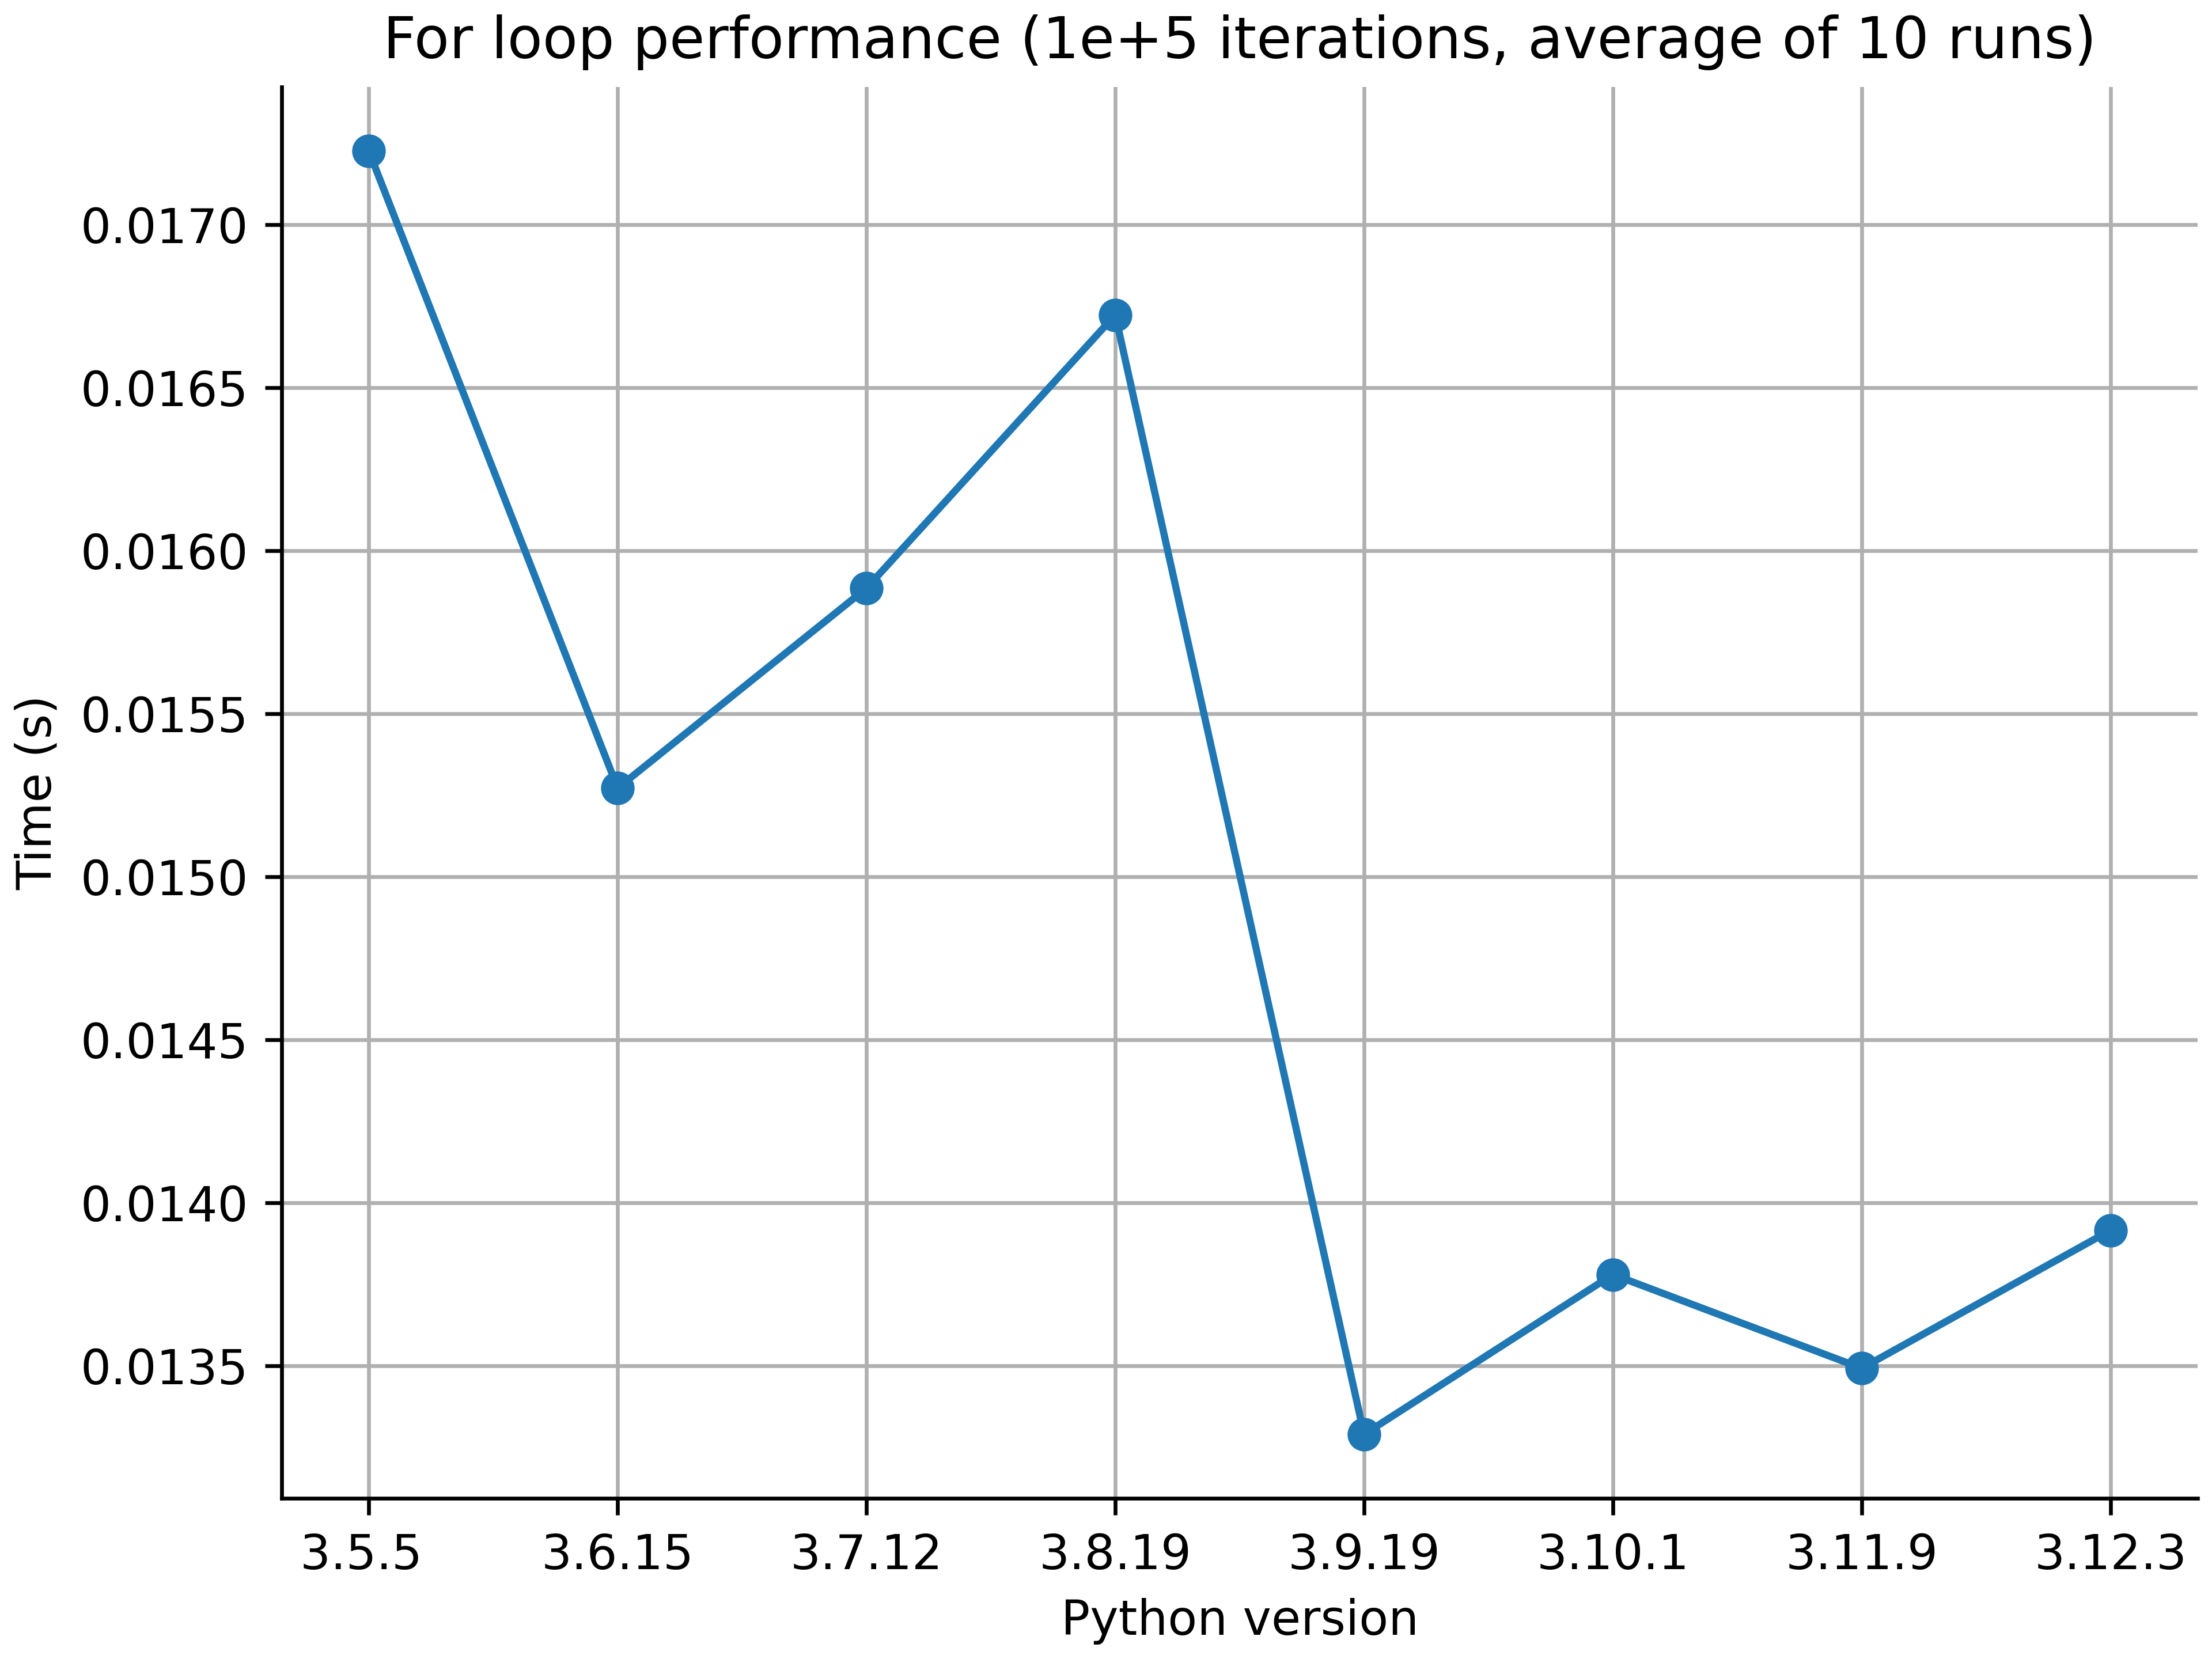 For loop performance (1e+5 iterations, average of 10 runs)
0.0170
0.0165
0.0160
0.0155
0.0150
0.0145
0.0140
0.0135
Time (s)
3.5.5 3.6.15 3.7.12 3.8.19 3.9.19 3.10.1 3.11.9 3.12.3
Python version